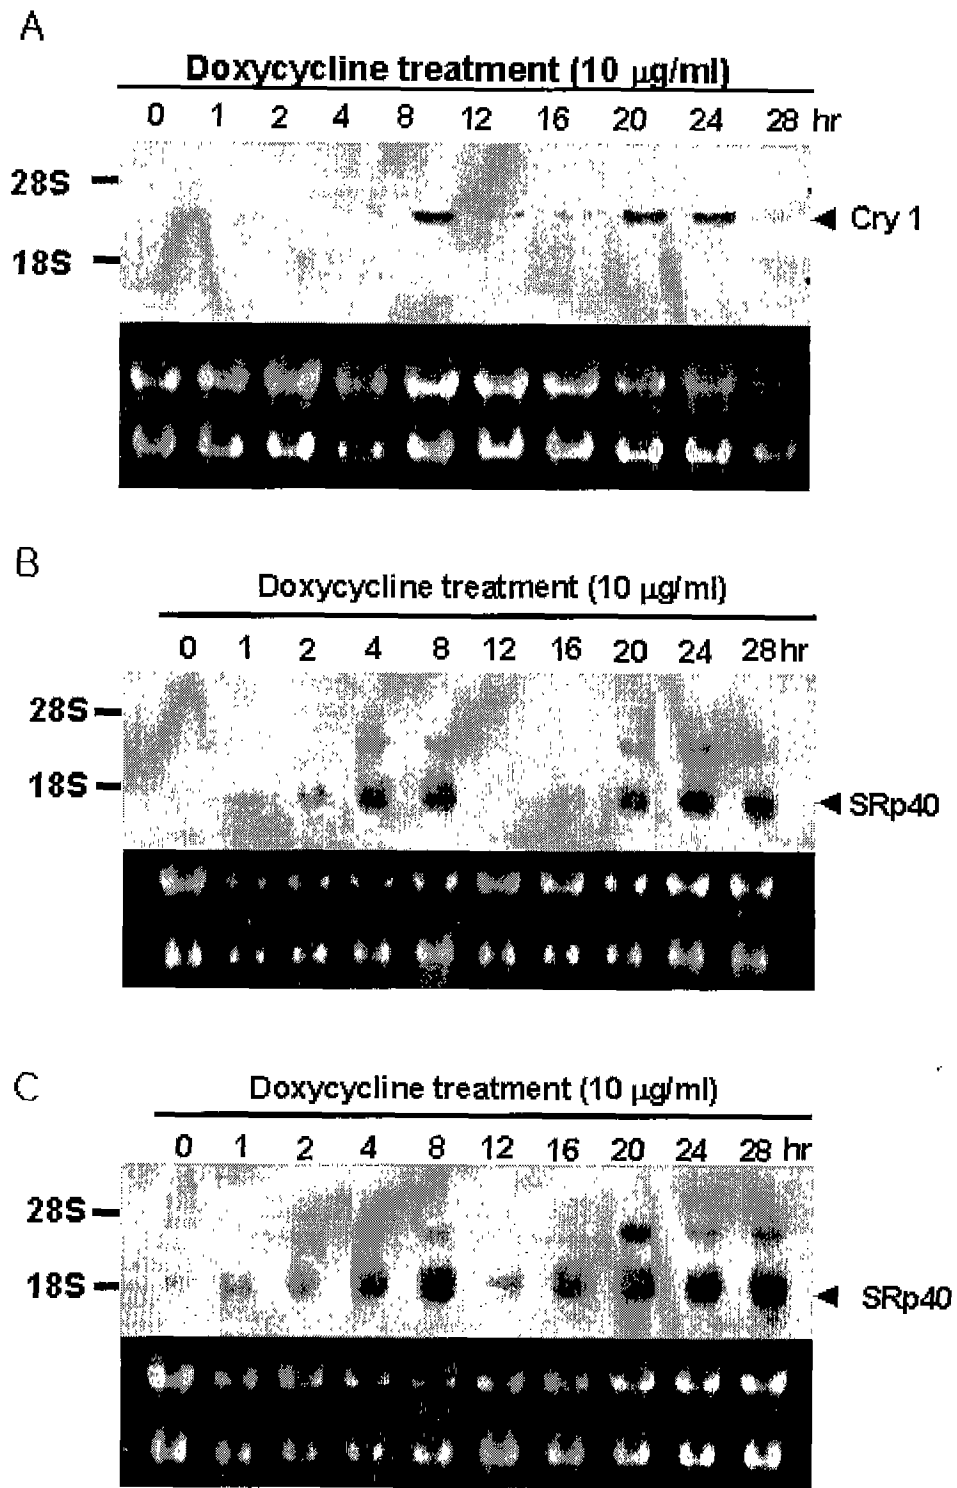 A
Doxycycline treatment (10 μg/ml)
0 1 2 4 8 12 16 20 24 28 hr
28S
Cry 1
18S
B
Doxycycline treatment (10 μg/ml)
0 1 2 4 8 12 16 20 24 28hr
28S
18S
SRp40
C
Doxycycline treatment (10 μg/ml)
0 1 2 4 8 12 16 20 24 28 hr
28S
18S
SRp40